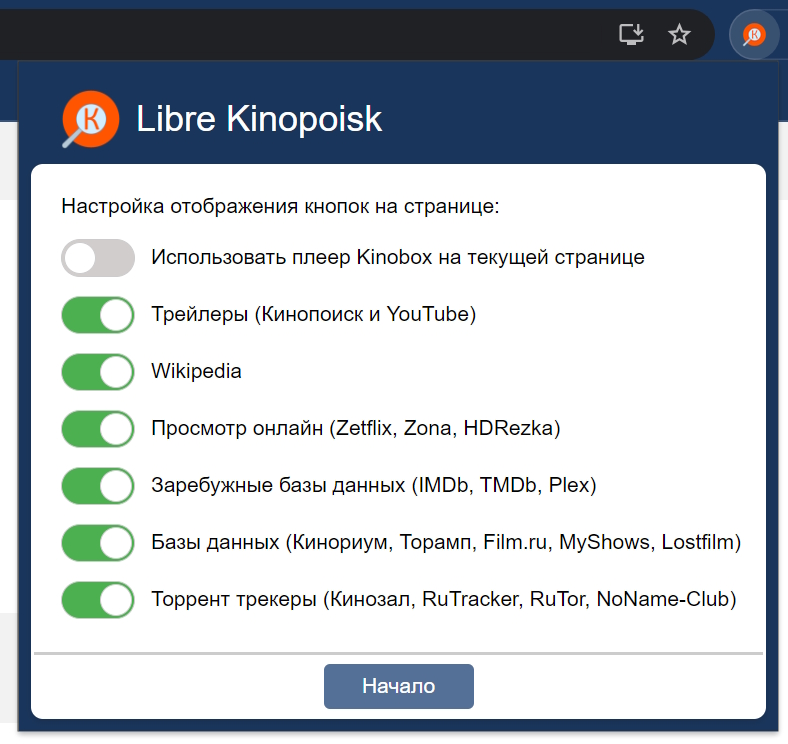 Libre Kinopoisk
Настройка отображения кнопок на странице:
Использовать плеер Kinobox на текущей странице
Трейлеры (Кинопоиск и YouTube)
Wikipedia
Просмотр онлайн (Zetflix, Zona, HDRezka)
Заребужные базы данных (IMDb, TMDb, Plex)
Базы данных (Кинориум, Торамп, Film.ru, MyShows, Lostfilm)
Торрент трекеры (Кинозал, RuTracker, RuTor, NoName-Club)
Начало